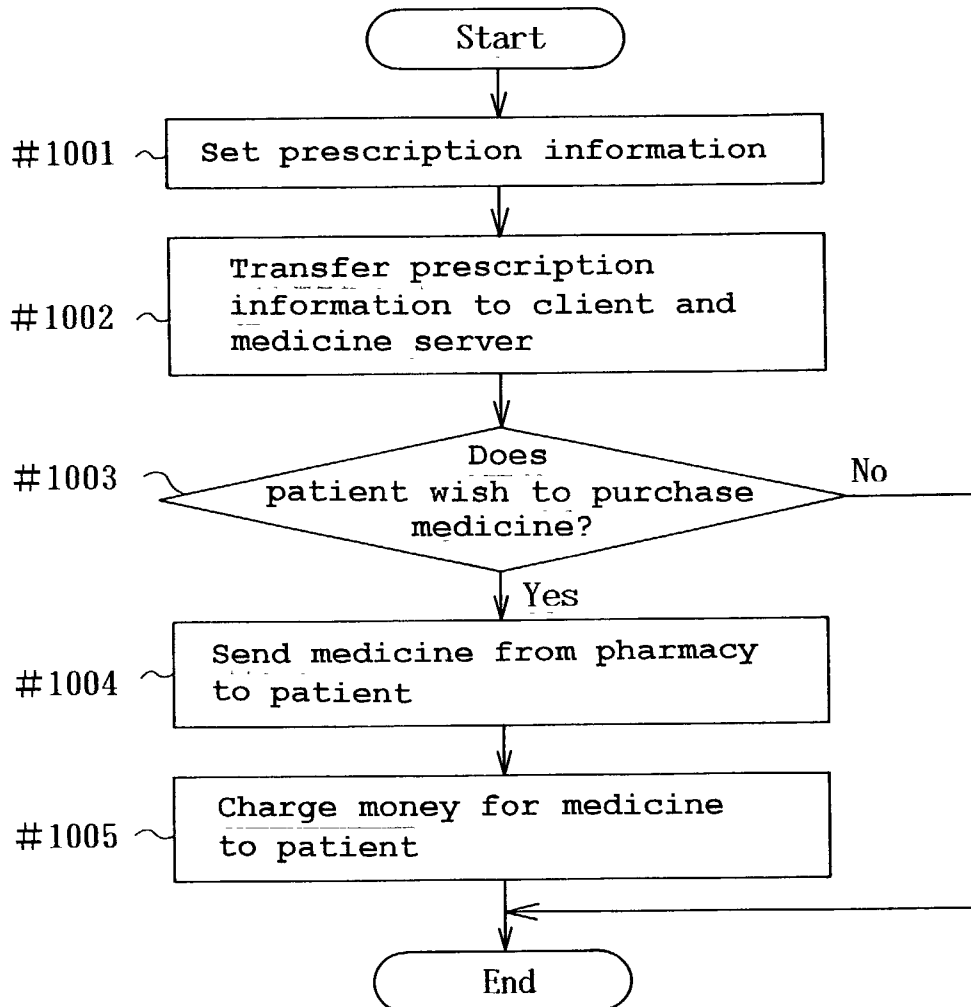 Start
#1001
Set prescription information
#1002
Transfer prescription
information to client and
medicine server
#1003
Does
patient wish to purchase
medicine?
No
Yes
#1004
Send medicine from pharmacy
to patient
#1005
Charge money for medicine
to patient
End